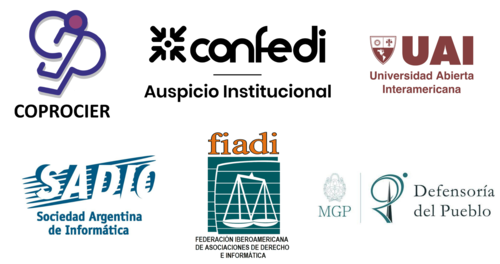 COPROCIER
confedi
Auspicio Institucional
UAI
Universidad Abierta
Interamericana
SADIO
Sociedad Argentina
de Informática
fiadi
FEDERACIÓN IBEROAMERICANA
DE ASOCIACIONES DE DERECHO
E INFORMÁTICA
MGP
Defensoría
del Pueblo